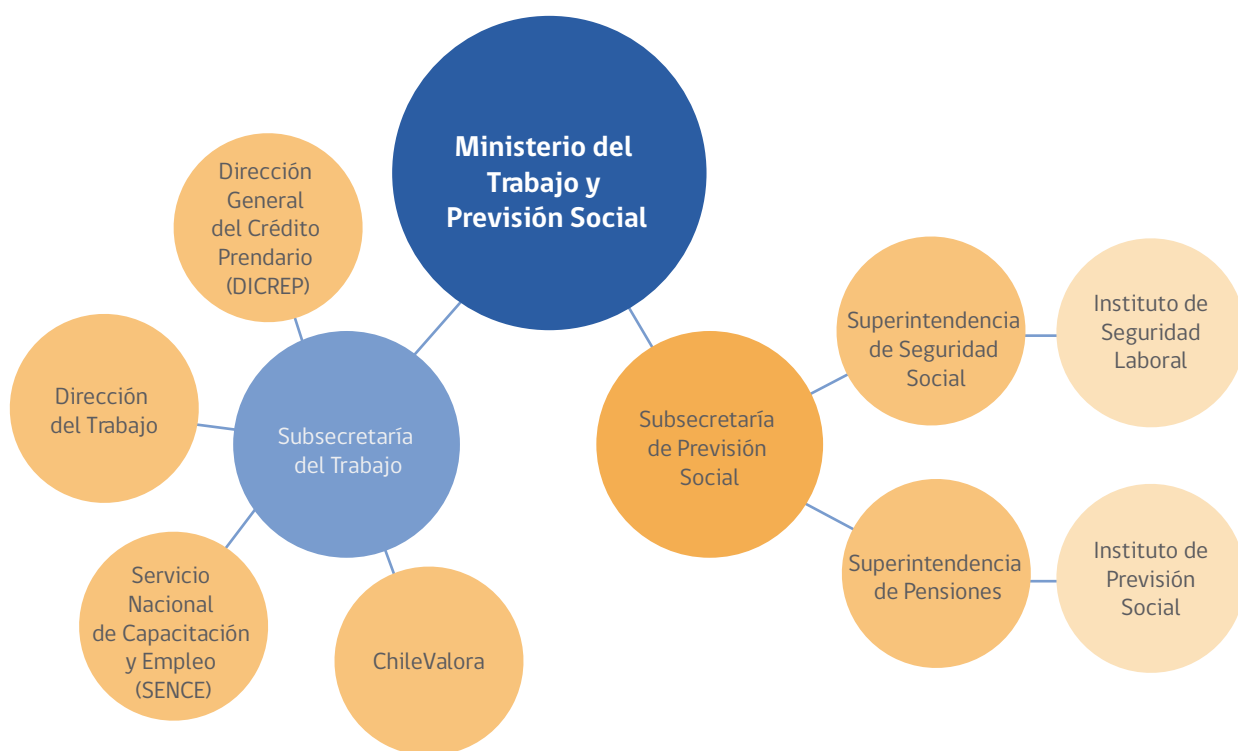 Ministerio del
Trabajo y
Previsión Social
Dirección
General
del Crédito
Prendario
(DICREP)
Dirección
del Trabajo
Subsecretaría
del Trabajo
Servicio
Nacional
de Capacitación
y Empleo
(SENCE)
ChileValora
Subsecretaría
de Previsión
Social
Superintendencia
de Seguridad
Social
Instituto de
Seguridad
Laboral
Superintendencia
de Pensiones
Instituto de
Previsión
Social